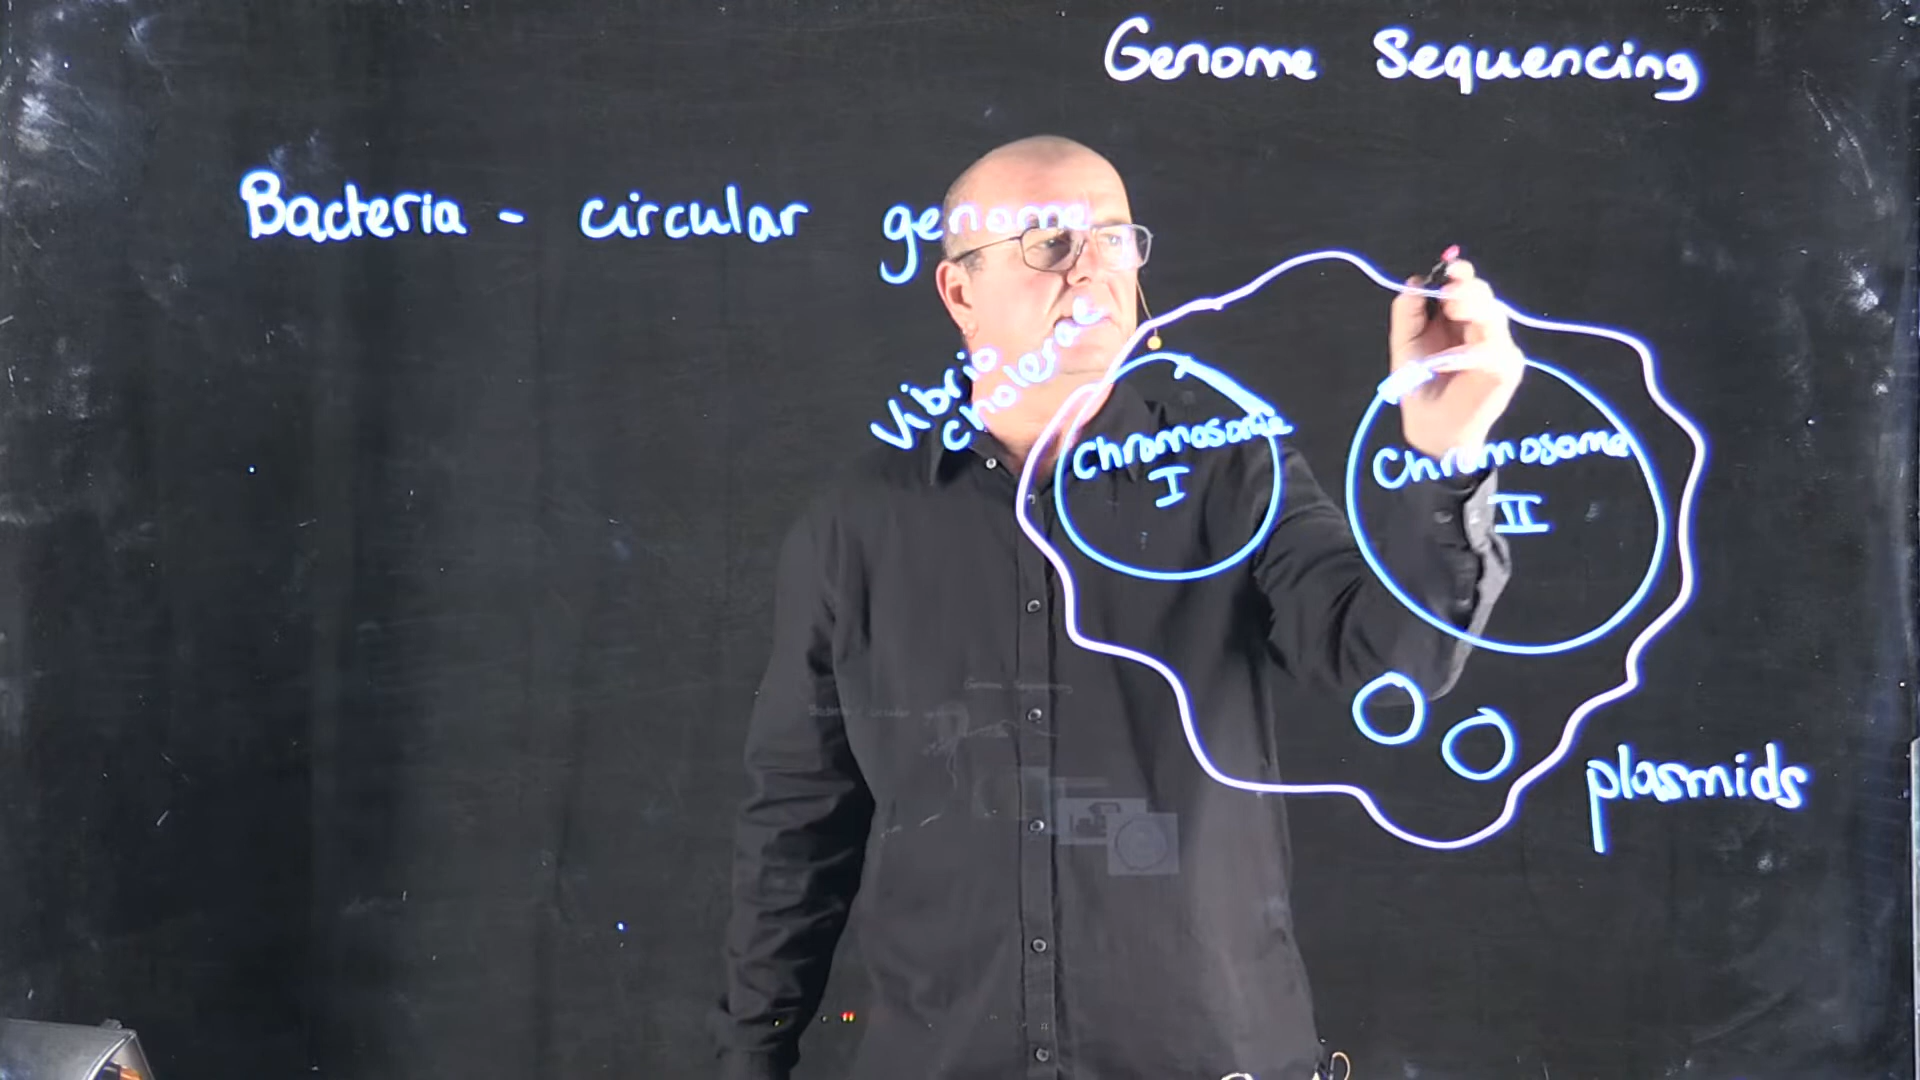 Genome Sequencing
Bacteria - circular genome
Vibrio
cholerae
Chromosome
I
Chromosome
II
plasmids